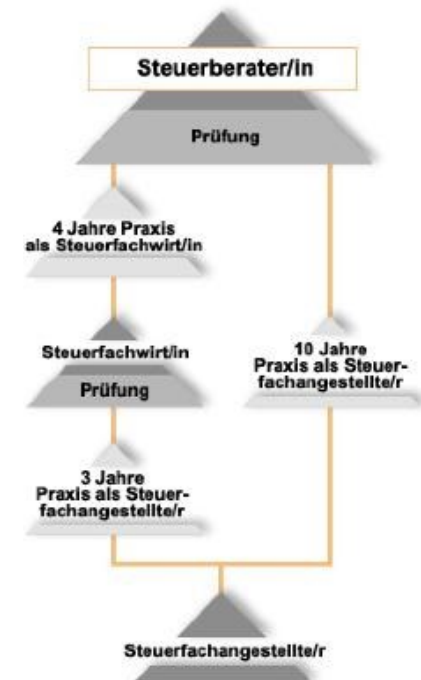 Steuerberater/in
Prüfung
4 Jahre Praxis
als Steuerfachwirt/in
Steuerfachwirt/in
Prüfung
3 Jahre
Praxis als Steuer-
fachangestellte/r
10 Jahre
Praxis als Steuer-
fachangestellte/r
Steuerfachangestellte/r